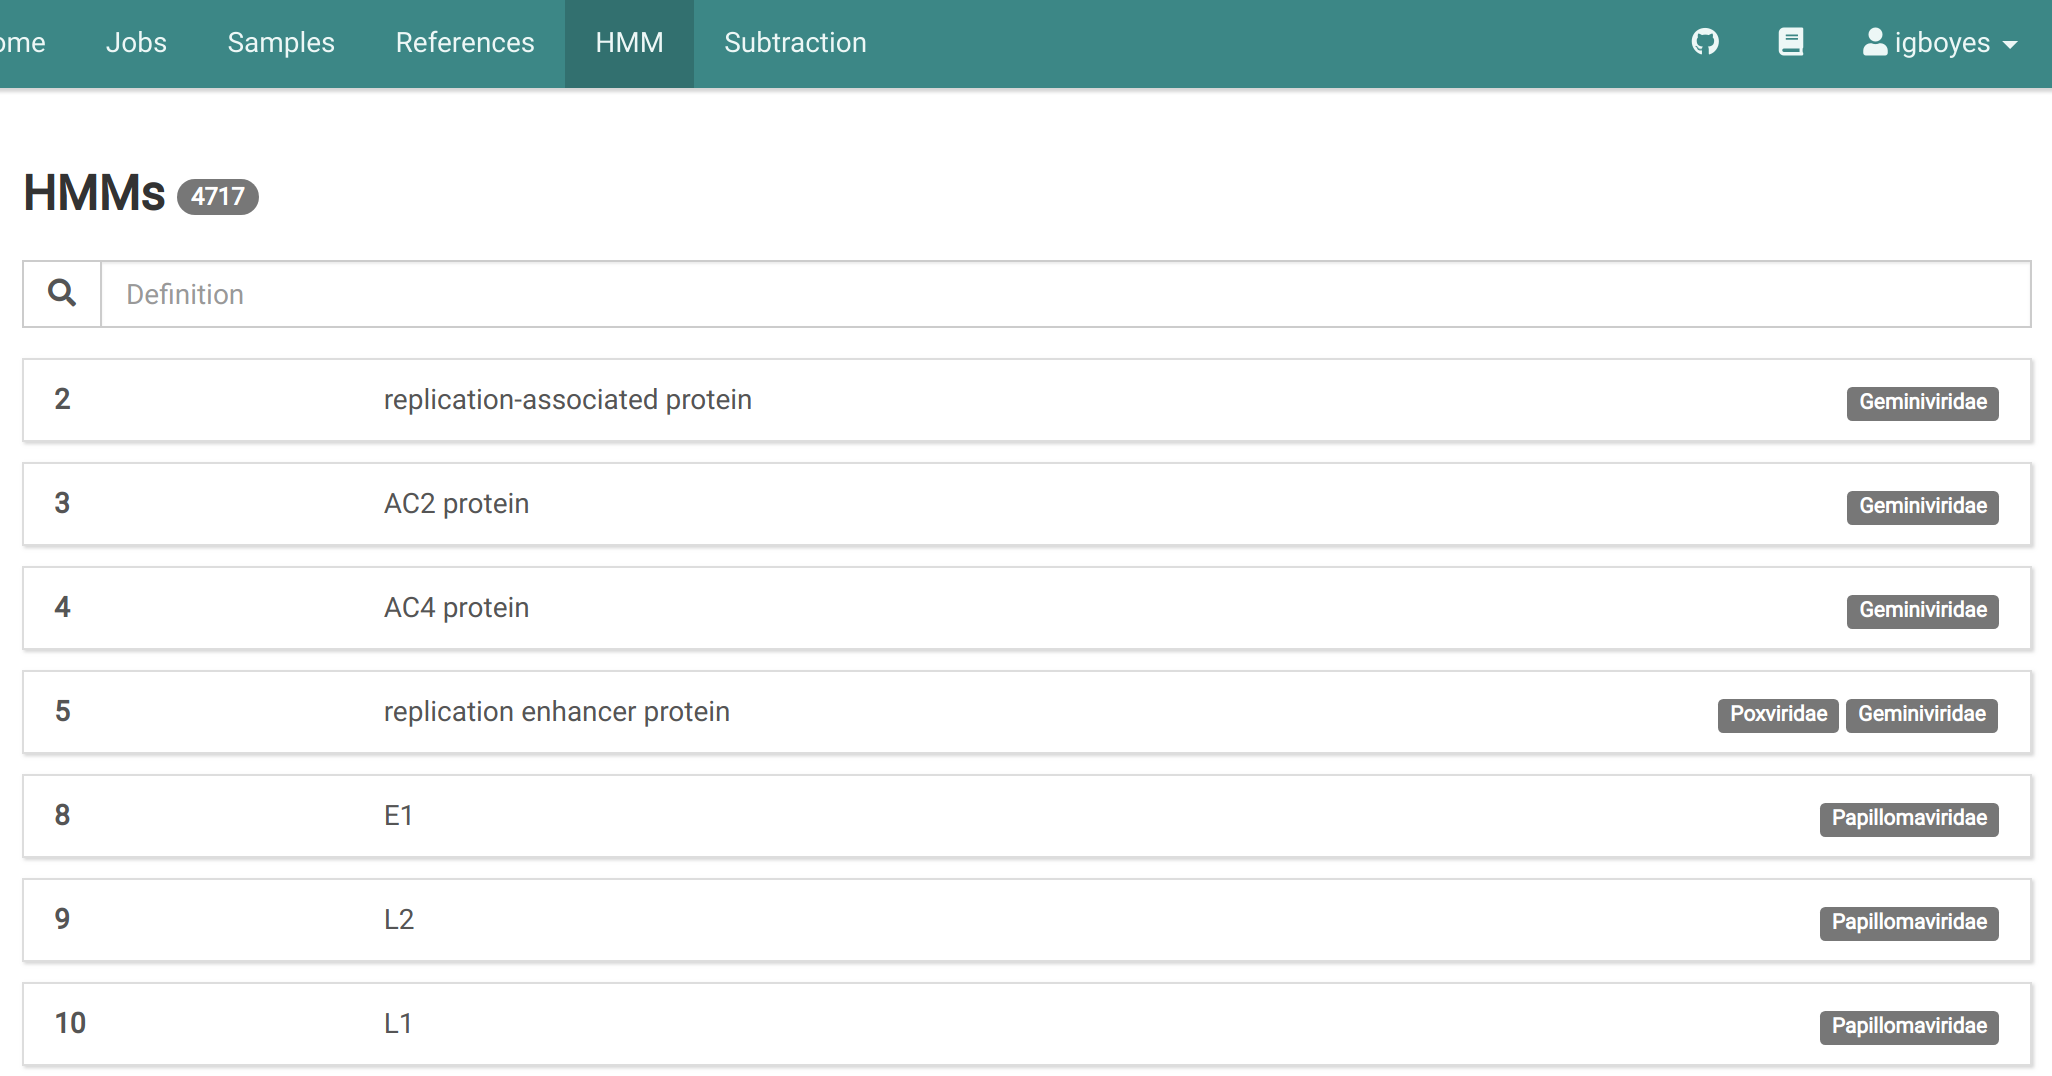 ome Jobs Samples References HMM Subtraction igboyes
HMMs 4717
Definition
2 replication-associated protein Geminiviridae
3 AC2 protein Geminiviridae
4 AC4 protein Geminiviridae
5 replication enhancer protein Poxviridae Geminiviridae
8 E1 Papillomaviridae
9 L2 Papillomaviridae
10 L1 Papillomaviridae